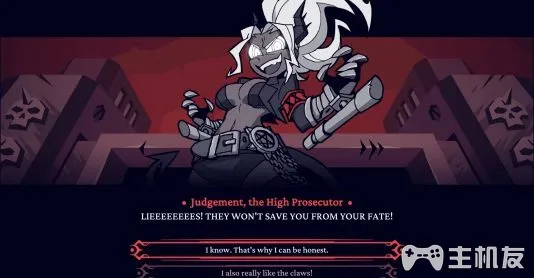 • Judgement, the High Prosecutor •
LIEEEEEEES! THEY WON'T SAVE YOU FROM YOUR FATE!
I know. That's why I can be honest.
I also really like the claws!
主机友